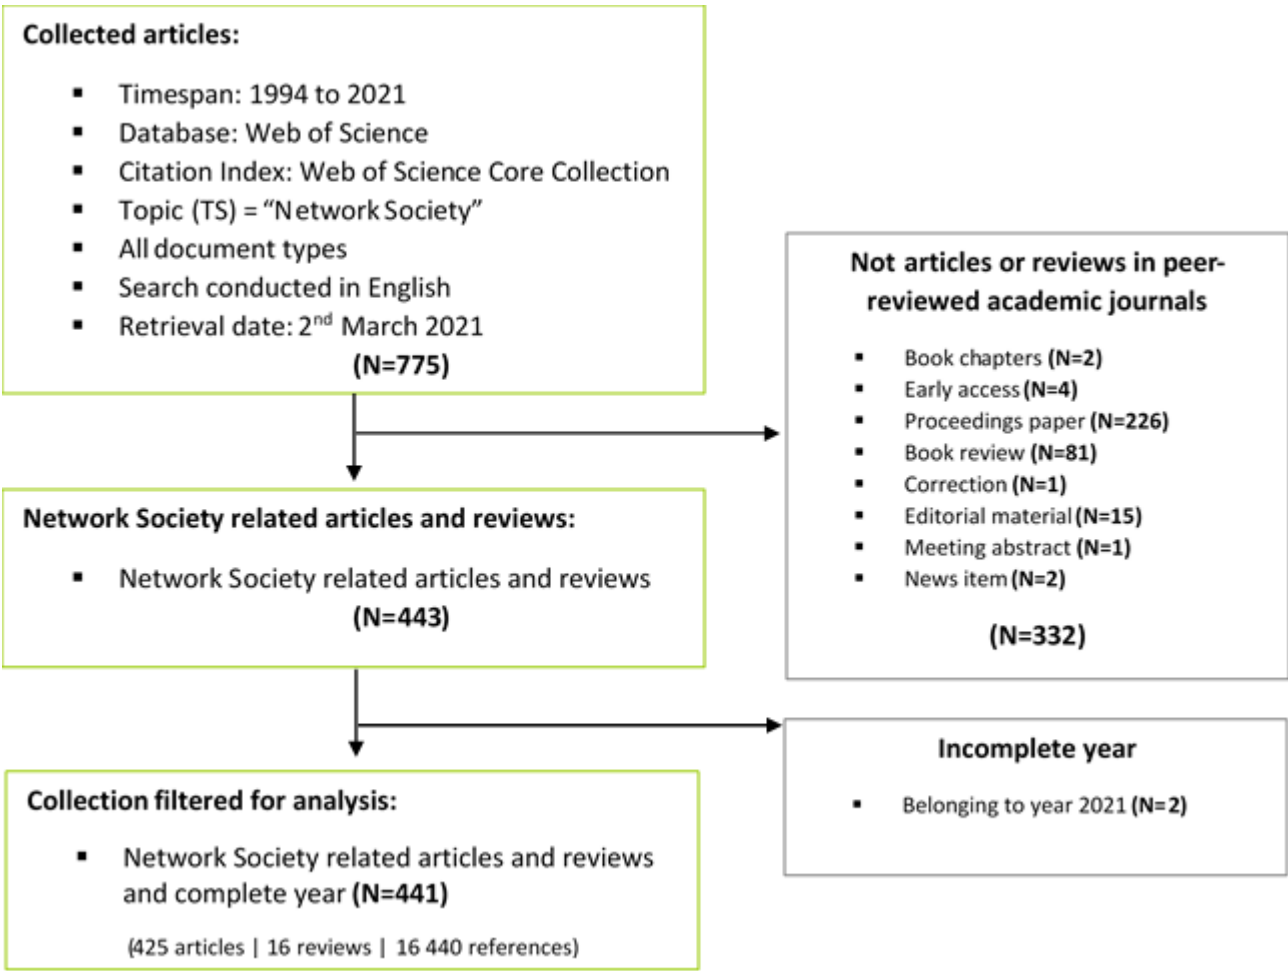 Collected articles:
▪ Timespan: 1994 to 2021
▪ Database: Web of Science
▪ Citation Index: Web of Science Core Collection
▪ Topic (TS) = “Network Society”
▪ All document types
▪ Search conducted in English
▪ Retrieval date: 2nd March 2021
(N=775)
Not articles or reviews in peer-
reviewed academic journals
▪ Book chapters (N=2)
▪ Early access (N=4)
▪ Proceedings paper (N=226)
▪ Book review (N=81)
▪ Correction (N=1)
▪ Editorial material (N=15)
▪ Meeting abstract (N=1)
▪ News item (N=2)
(N=332)
Network Society related articles and reviews:
▪ Network Society related articles and reviews
(N=443)
Incomplete year
▪ Belonging to year 2021 (N=2)
Collection filtered for analysis:
▪ Network Society related articles and reviews
and complete year (N=441)
(425 articles | 16 reviews | 16 440 references)